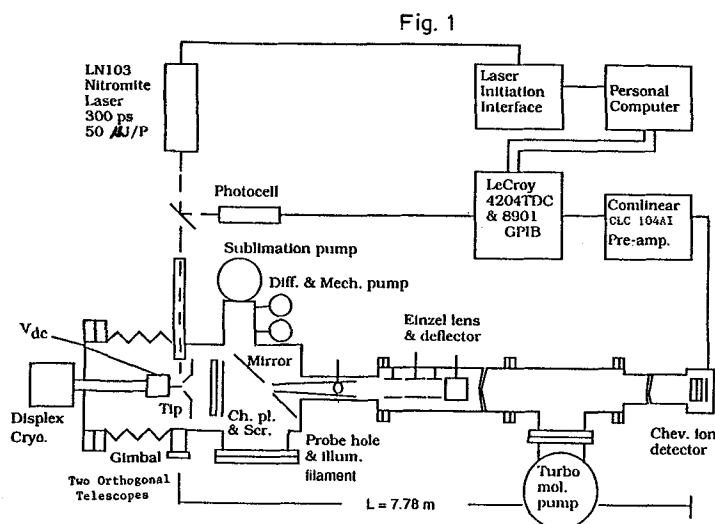 Fig. 1
LN103
Nitromite
Laser
300 ps
50 μJ/P
Laser
Initiation
Interface
Personal
Computer
Photocell
LeCroy
4204TDC
& 8901
GPIB
Comlinear
CLC 104AI
Pre-amp.
Sublimation pump
Diff. & Mech. pump
Vdc
Einzel lens
& deflector
Mirror
Displex
Cryo.
Tip
Ch. pl.
& Scr.
Gimbal
Probe hole
& illum.
filament
Chev. ion
detector
Two Orthogonal
Telescopes
L = 7.78 m
Turbo
mol.
pump